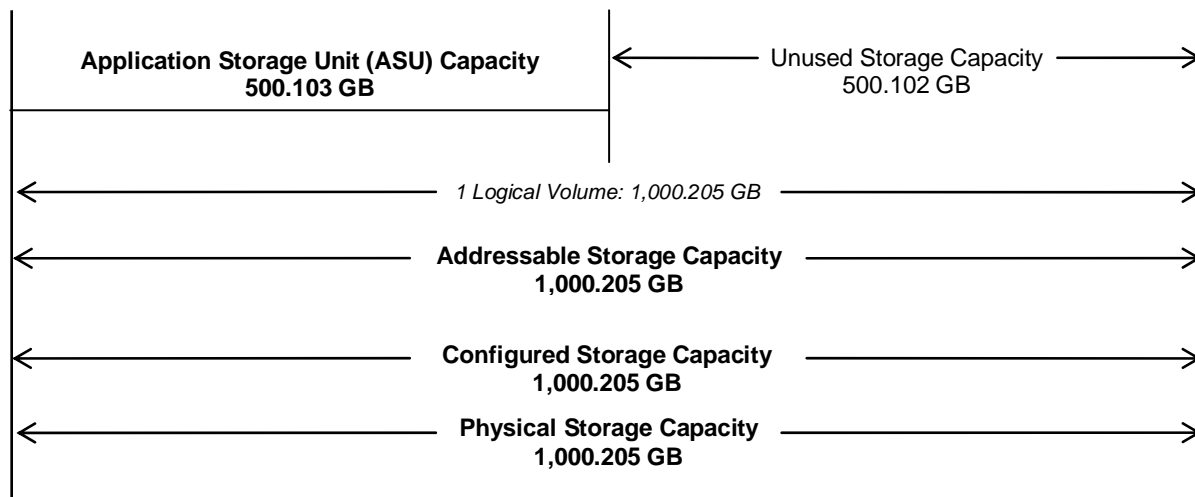 Application Storage Unit (ASU) Capacity
500.103 GB
Unused Storage Capacity
500.102 GB
1 Logical Volume: 1,000.205 GB
Addressable Storage Capacity
1,000.205 GB
Configured Storage Capacity
1,000.205 GB
Physical Storage Capacity
1,000.205 GB